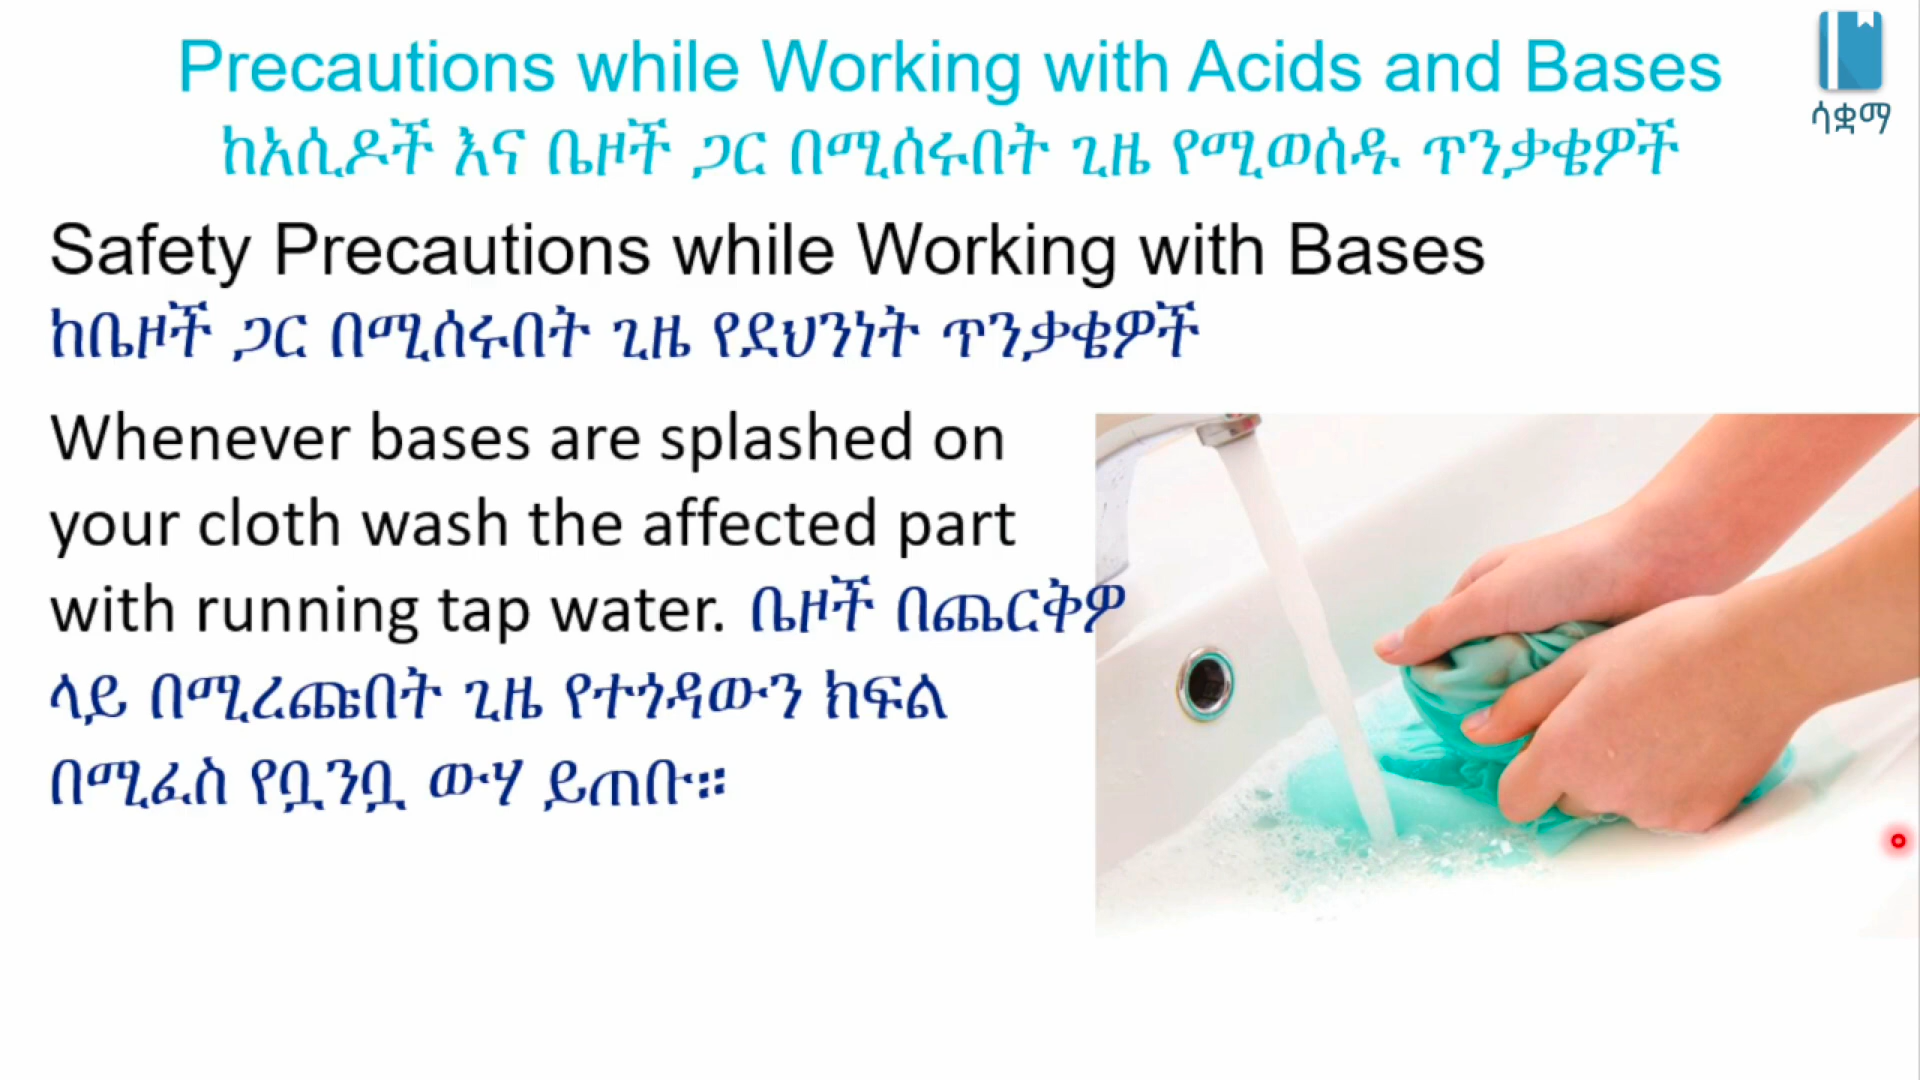 Precautions while Working with Acids and Bases
ከአሲዶች እና ቤዞች ጋር በሚሰሩበት ጊዜ የሚወሰዱ ጥንቃቄዎች
ሳቋማ
Safety Precautions while Working with Bases
ከቤዞች ጋር በሚሰሩበት ጊዜ የደህንነት ጥንቃቄዎች
Whenever bases are splashed on
your cloth wash the affected part
with running tap water. ቤዞች በጨርቅዎ
ላይ በሚረጩበት ጊዜ የተጎዳውን ክፍል
በሚፈስ የቧንቧ ውሃ ይጠቡ።